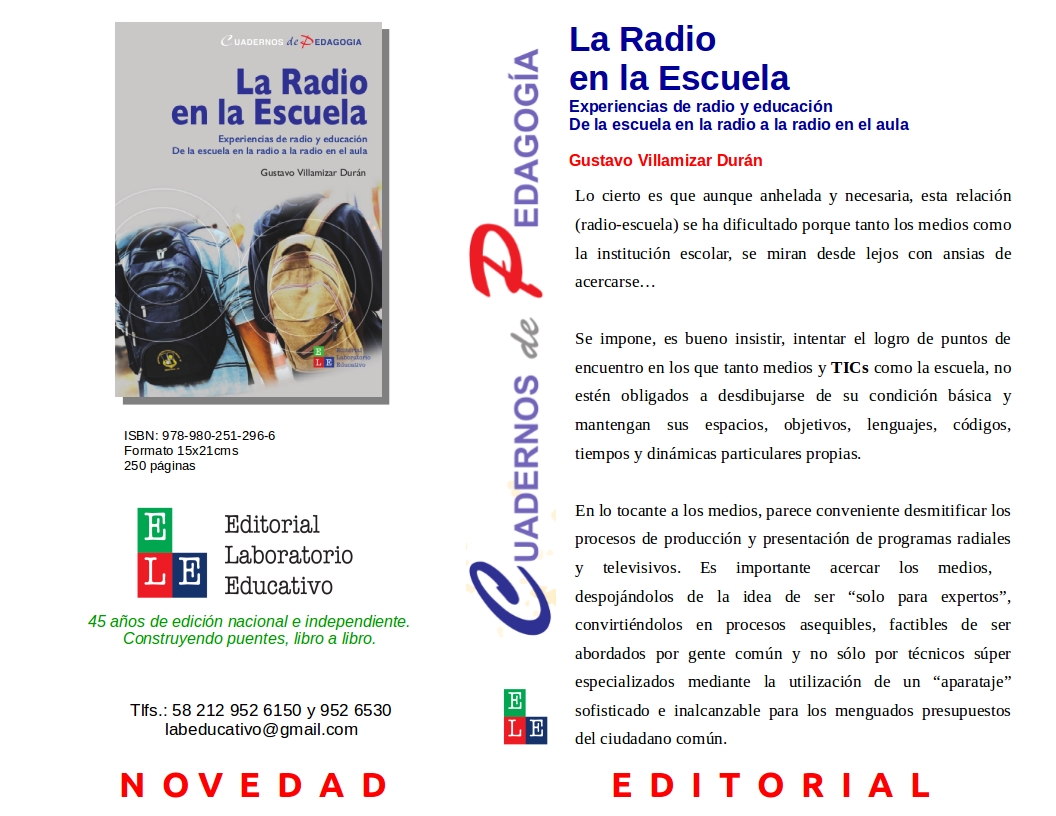 CUADERNOS de PEDAGOGIA
La Radio
en la Escuela
Experiencias de radio y educación
De la escuela en la radio a la radio en el aula
Gustavo Villamizar Durán
E
L E
Editorial
Laboratorio
Educativo
ISBN: 978-980-251-296-6
Formato 15x21cms
250 páginas
E
L E
Editorial
Laboratorio
Educativo
45 años de edición nacional e independiente.
Construyendo puentes, libro a libro.
Tlfs.: 58 212 952 6150 y 952 6530
labeducativo@gmail.com
NOVEDAD
CUADERNOS de PEDAGOGÍA
E
L E
La Radio
en la Escuela
Experiencias de radio y educación
De la escuela en la radio a la radio en el aula
Gustavo Villamizar Durán
Lo cierto es que aunque anhelada y necesaria, esta relación
(radio-escuela) se ha dificultado porque tanto los medios como
la institución escolar, se miran desde lejos con ansias de
acercarse…
Se impone, es bueno insistir, intentar el logro de puntos de
encuentro en los que tanto medios y TICs como la escuela, no
estén obligados a desdibujarse de su condición básica y
mantengan sus espacios, objetivos, lenguajes, códigos,
tiempos y dinámicas particulares propias.
En lo tocante a los medios, parece conveniente desmitificar los
procesos de producción y presentación de programas radiales
y televisivos. Es importante acercar los medios,
despojándolos de la idea de ser “solo para expertos”,
convirtiéndolos en procesos asequibles, factibles de ser
abordados por gente común y no sólo por técnicos súper
especializados mediante la utilización de un “aparataje”
sofisticado e inalcanzable para los menguados presupuestos
del ciudadano común.
EDITORIAL